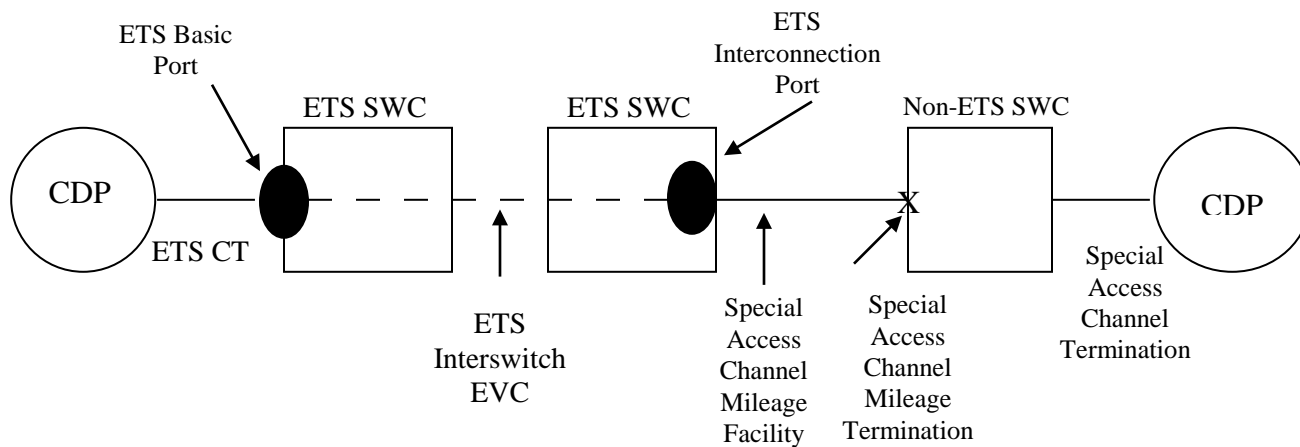 ETS Basic
Port
ETS
Interconnection
Port
ETS SWC
ETS SWC
Non-ETS SWC
CDP
X
CDP
ETS CT
ETS
Interswitch
EVC
Special
Access
Channel
Mileage
Facility
Special
Access
Channel
Mileage
Termination
Special
Access
Channel
Termination